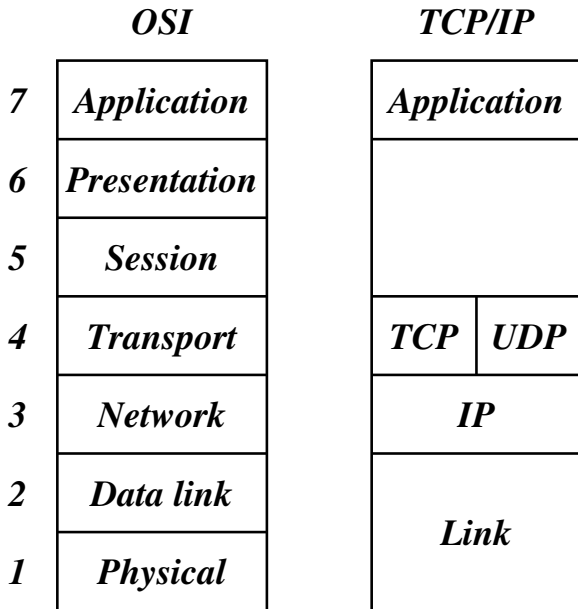 OSI TCP/IP
7 Application Application
6 Presentation
5 Session
4 Transport TCP UDP
3 Network IP
2 Data link
Link
1 Physical